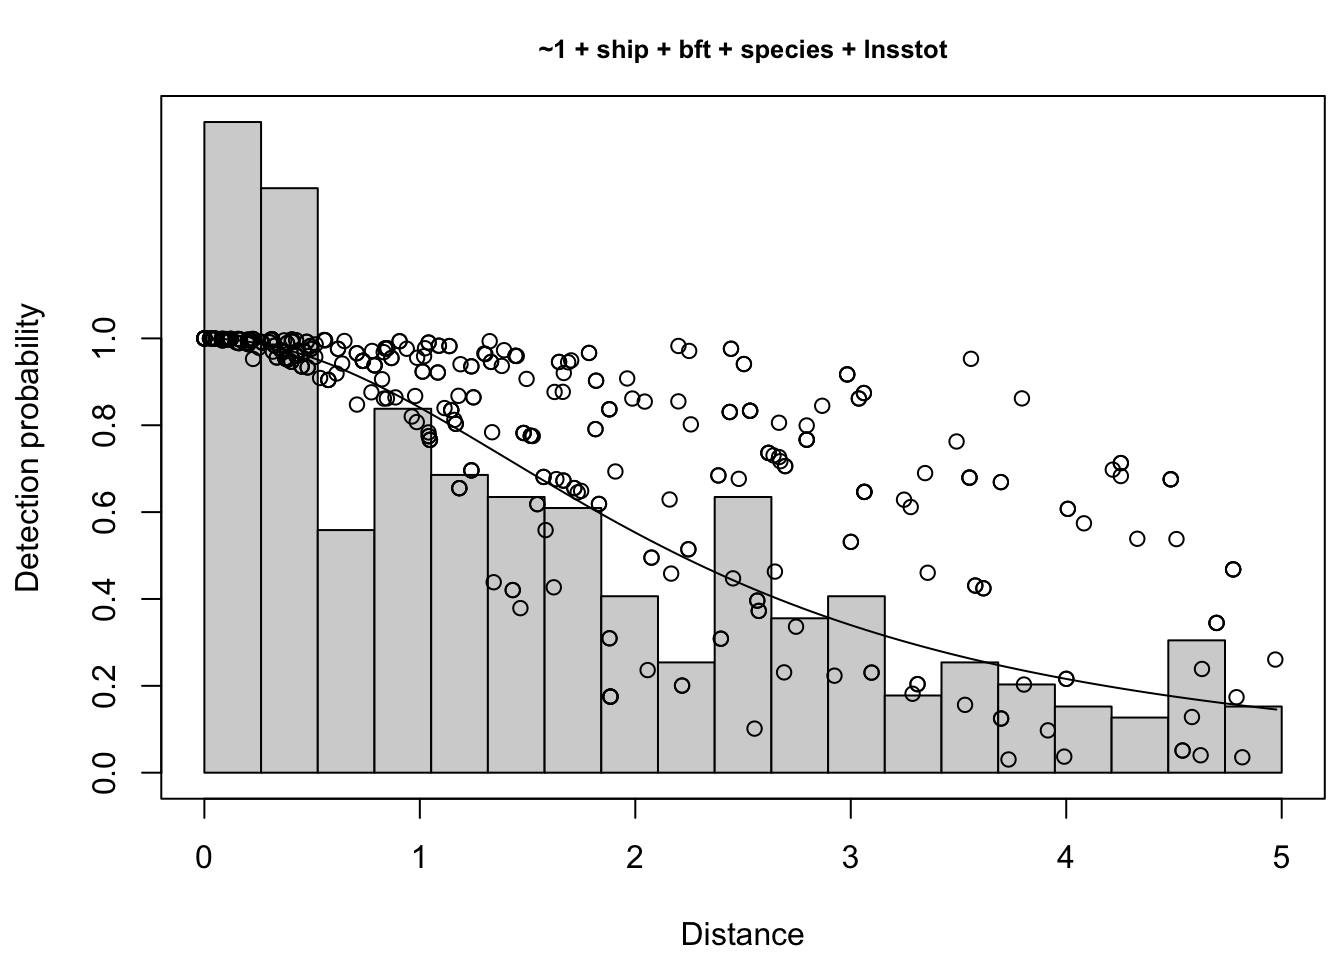 ~1 + ship + bft + species + lnsstot
Detection probability
1.0
0.8
0.6
0.4
0.2
0.0
0 1 2 3 4 5
Distance